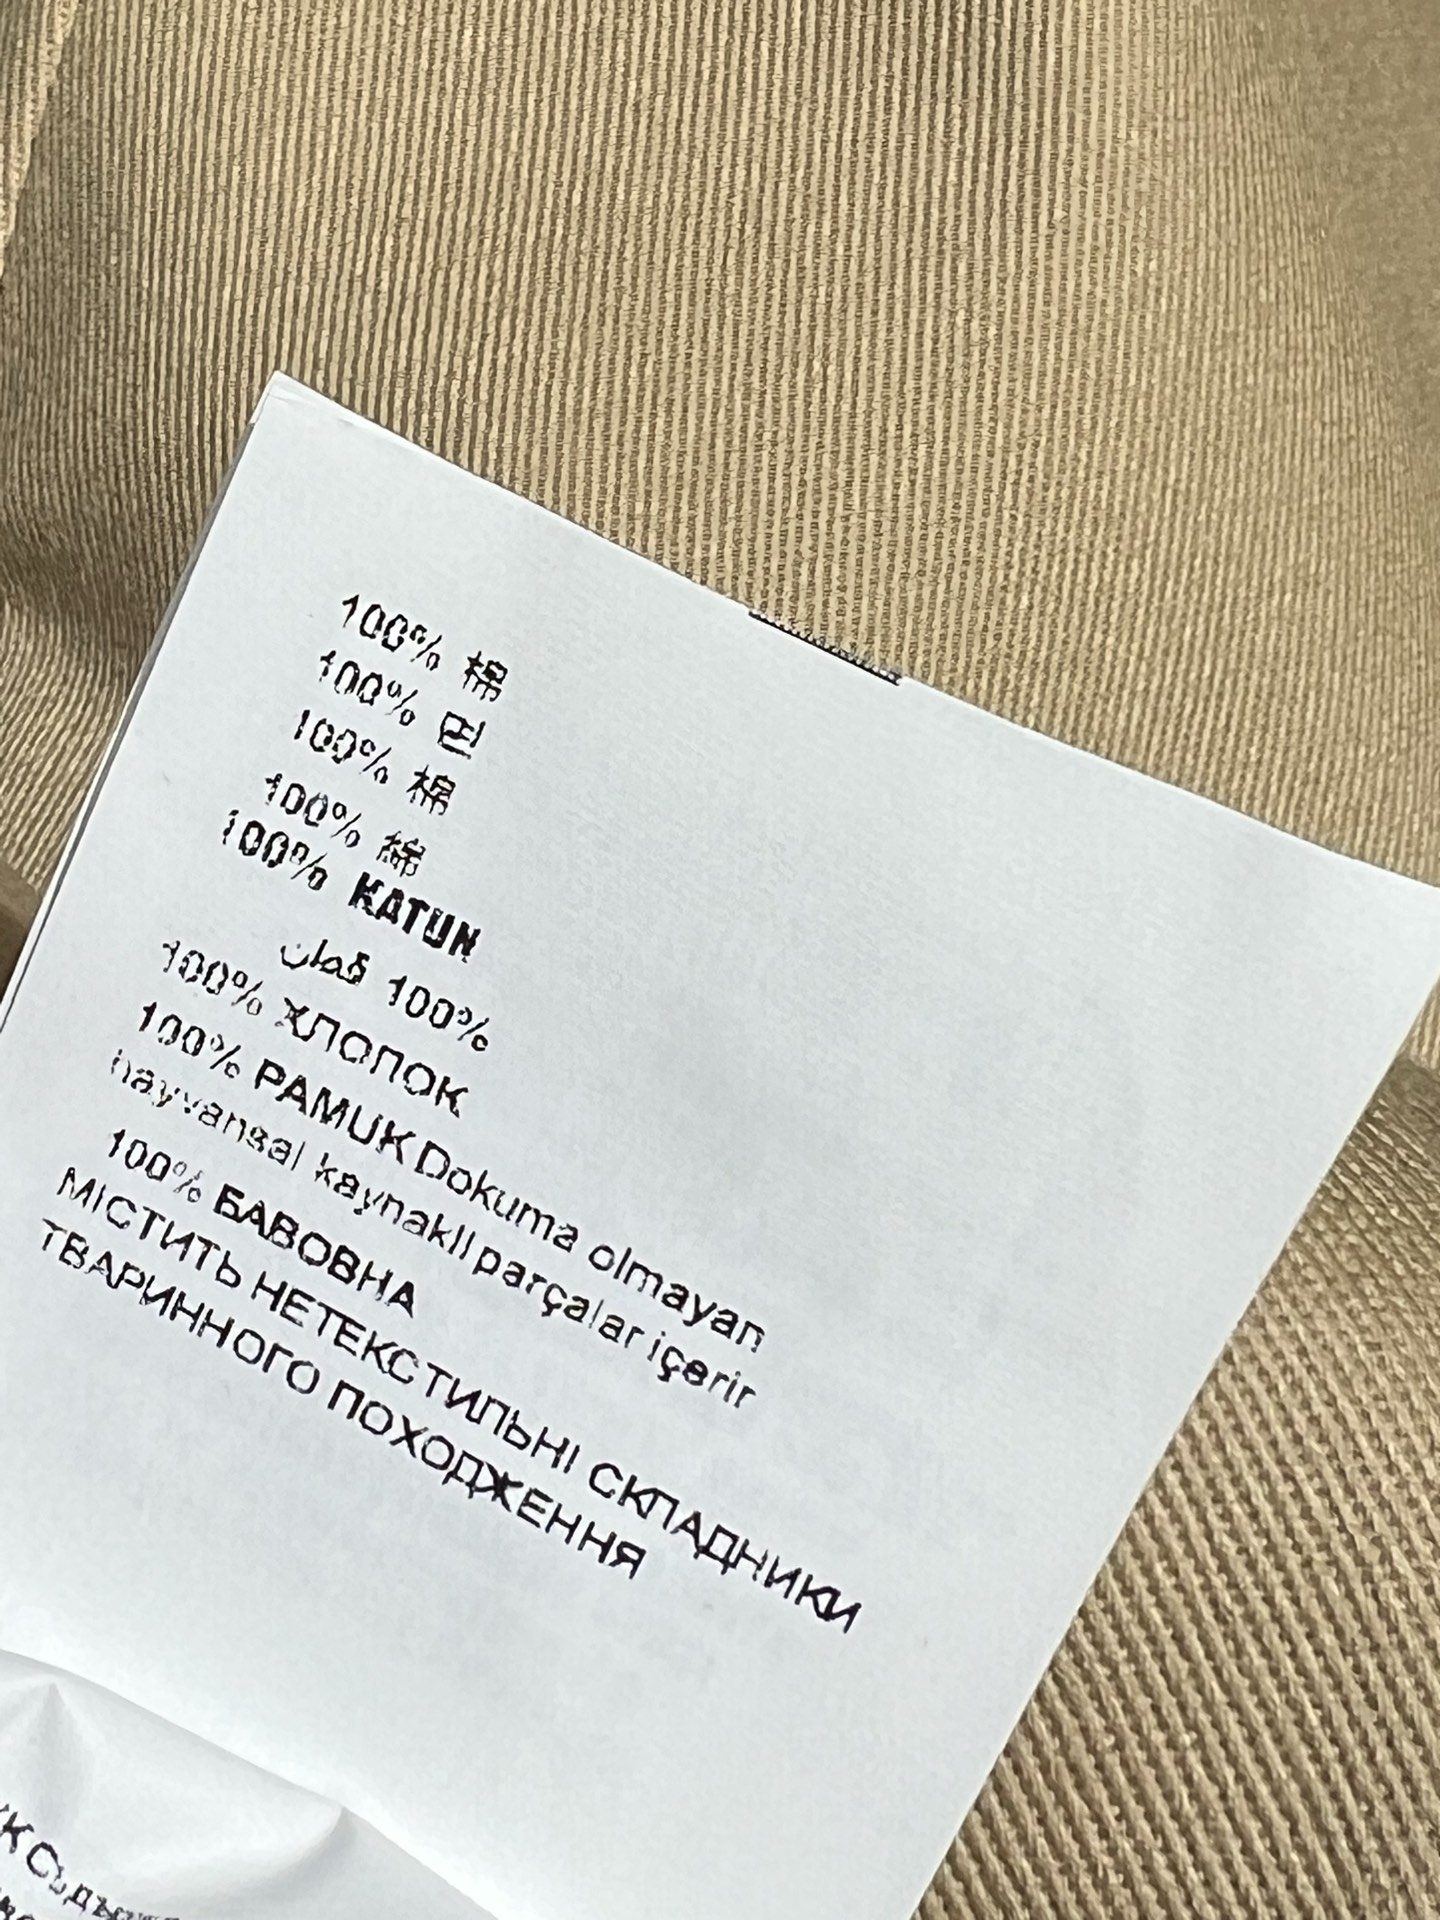 100% 棉
100% 면
100% 棉
100% 綿
100% KATUN
100% قطن
100% ХЛОПОК
100% PAMUK Dokuma olmayan
hayvansal kaynaklı parçalar içerir
100% БАВОВНА
МІСТИТЬ НЕТЕКСТИЛЬНІ СКЛАДНИКИ
ТВАРИННОГО ПОХОДЖЕННЯ